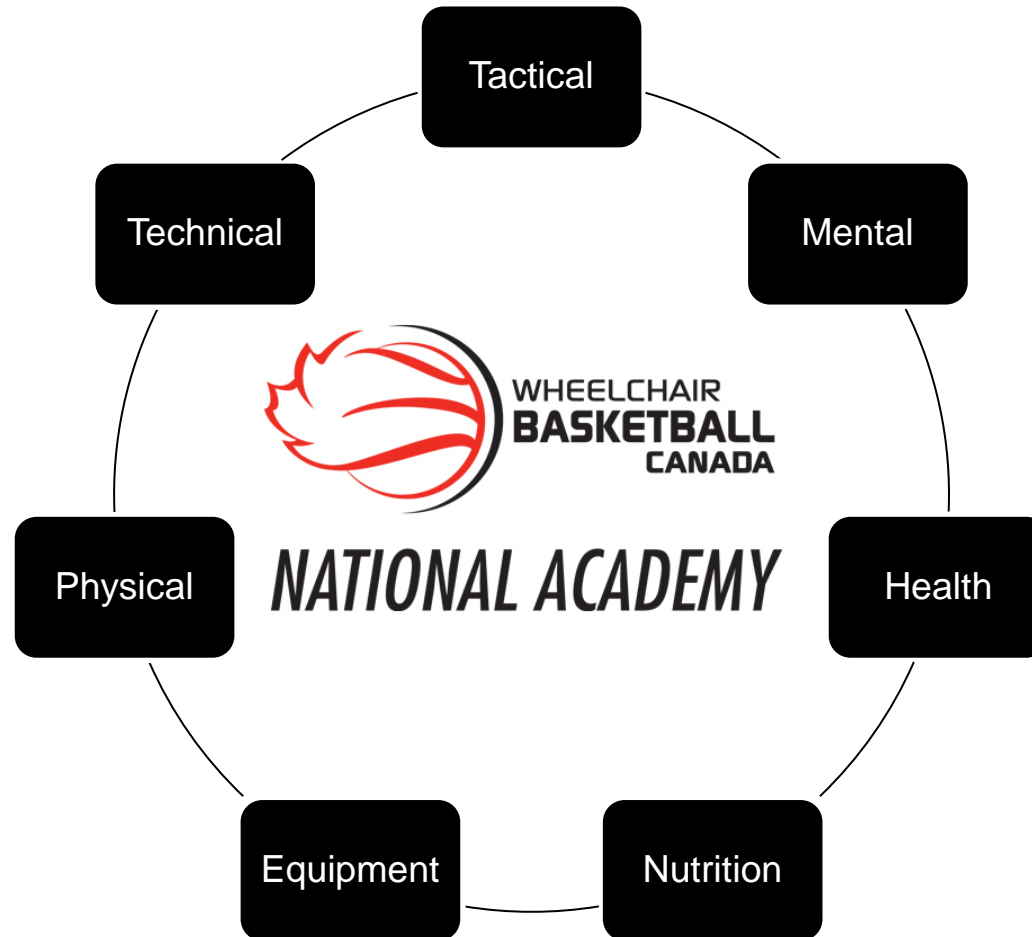 Tactical
Technical
Mental
WHEELCHAIR
BASKETBALL
CANADA
NATIONAL ACADEMY
Physical
Health
Equipment
Nutrition